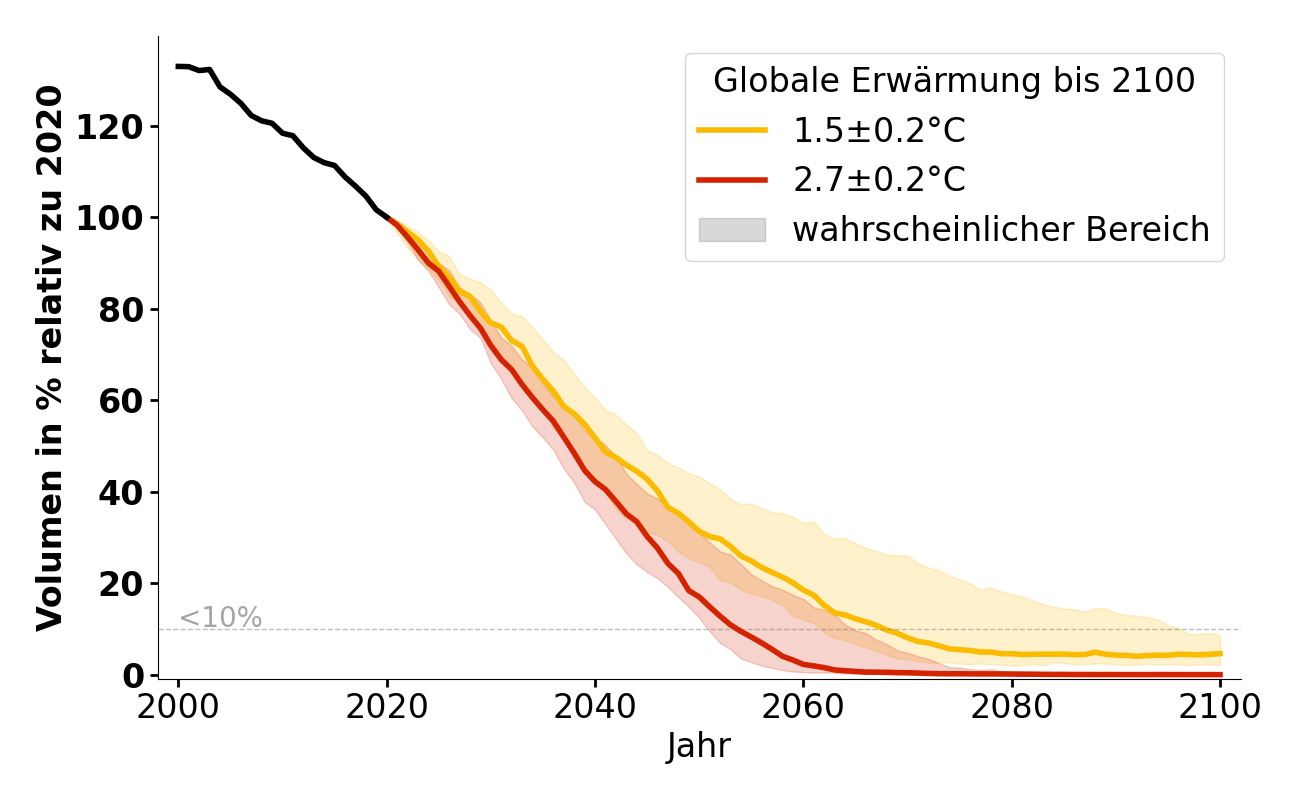 Volumen in % relativ zu 2020
120
100
80
60
40
20
0
<10%
Globale Erwärmung bis 2100
1.5±0.2°C
2.7±0.2°C
wahrscheinlicher Bereich
2000 2020 2040 2060 2080 2100
Jahr